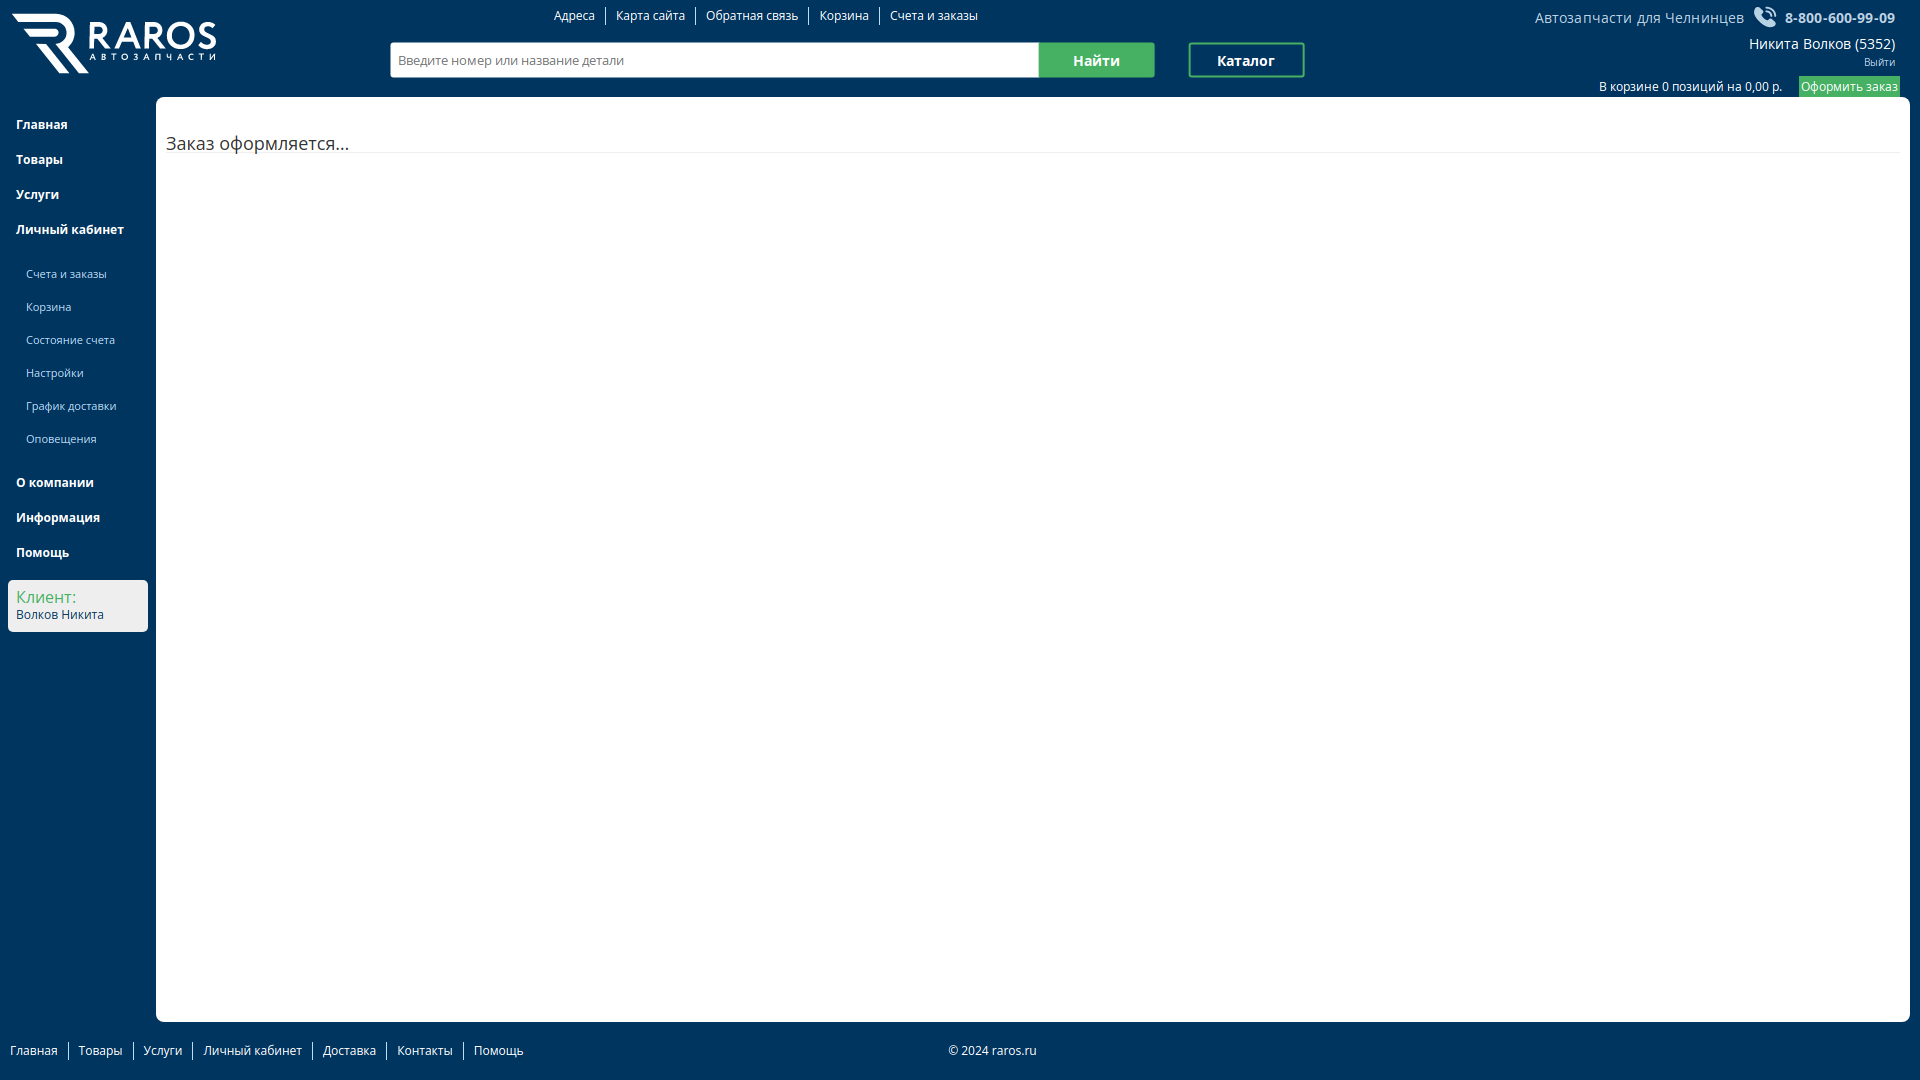 RAROS
АВТОЗАПЧАСТИ
Адреса
Карта сайта
Обратная связь
Корзина
Счета и заказы
Автозапчасти для Челнинцев
8-800-600-99-09
Введите номер или название детали
Найти
Каталог
Никита Волков (5352)
Выйти
В корзине 0 позиций на 0,00 р.
Оформить заказ
Главная
Товары
Услуги
Личный кабинет
Счета и заказы
Корзина
Состояние счета
Настройки
График доставки
Оповещения
О компании
Информация
Помощь
Клиент:
Волков Никита
Заказ оформляется...
Главная
Товары
Услуги
Личный кабинет
Доставка
Контакты
Помощь
© 2024 raros.ru